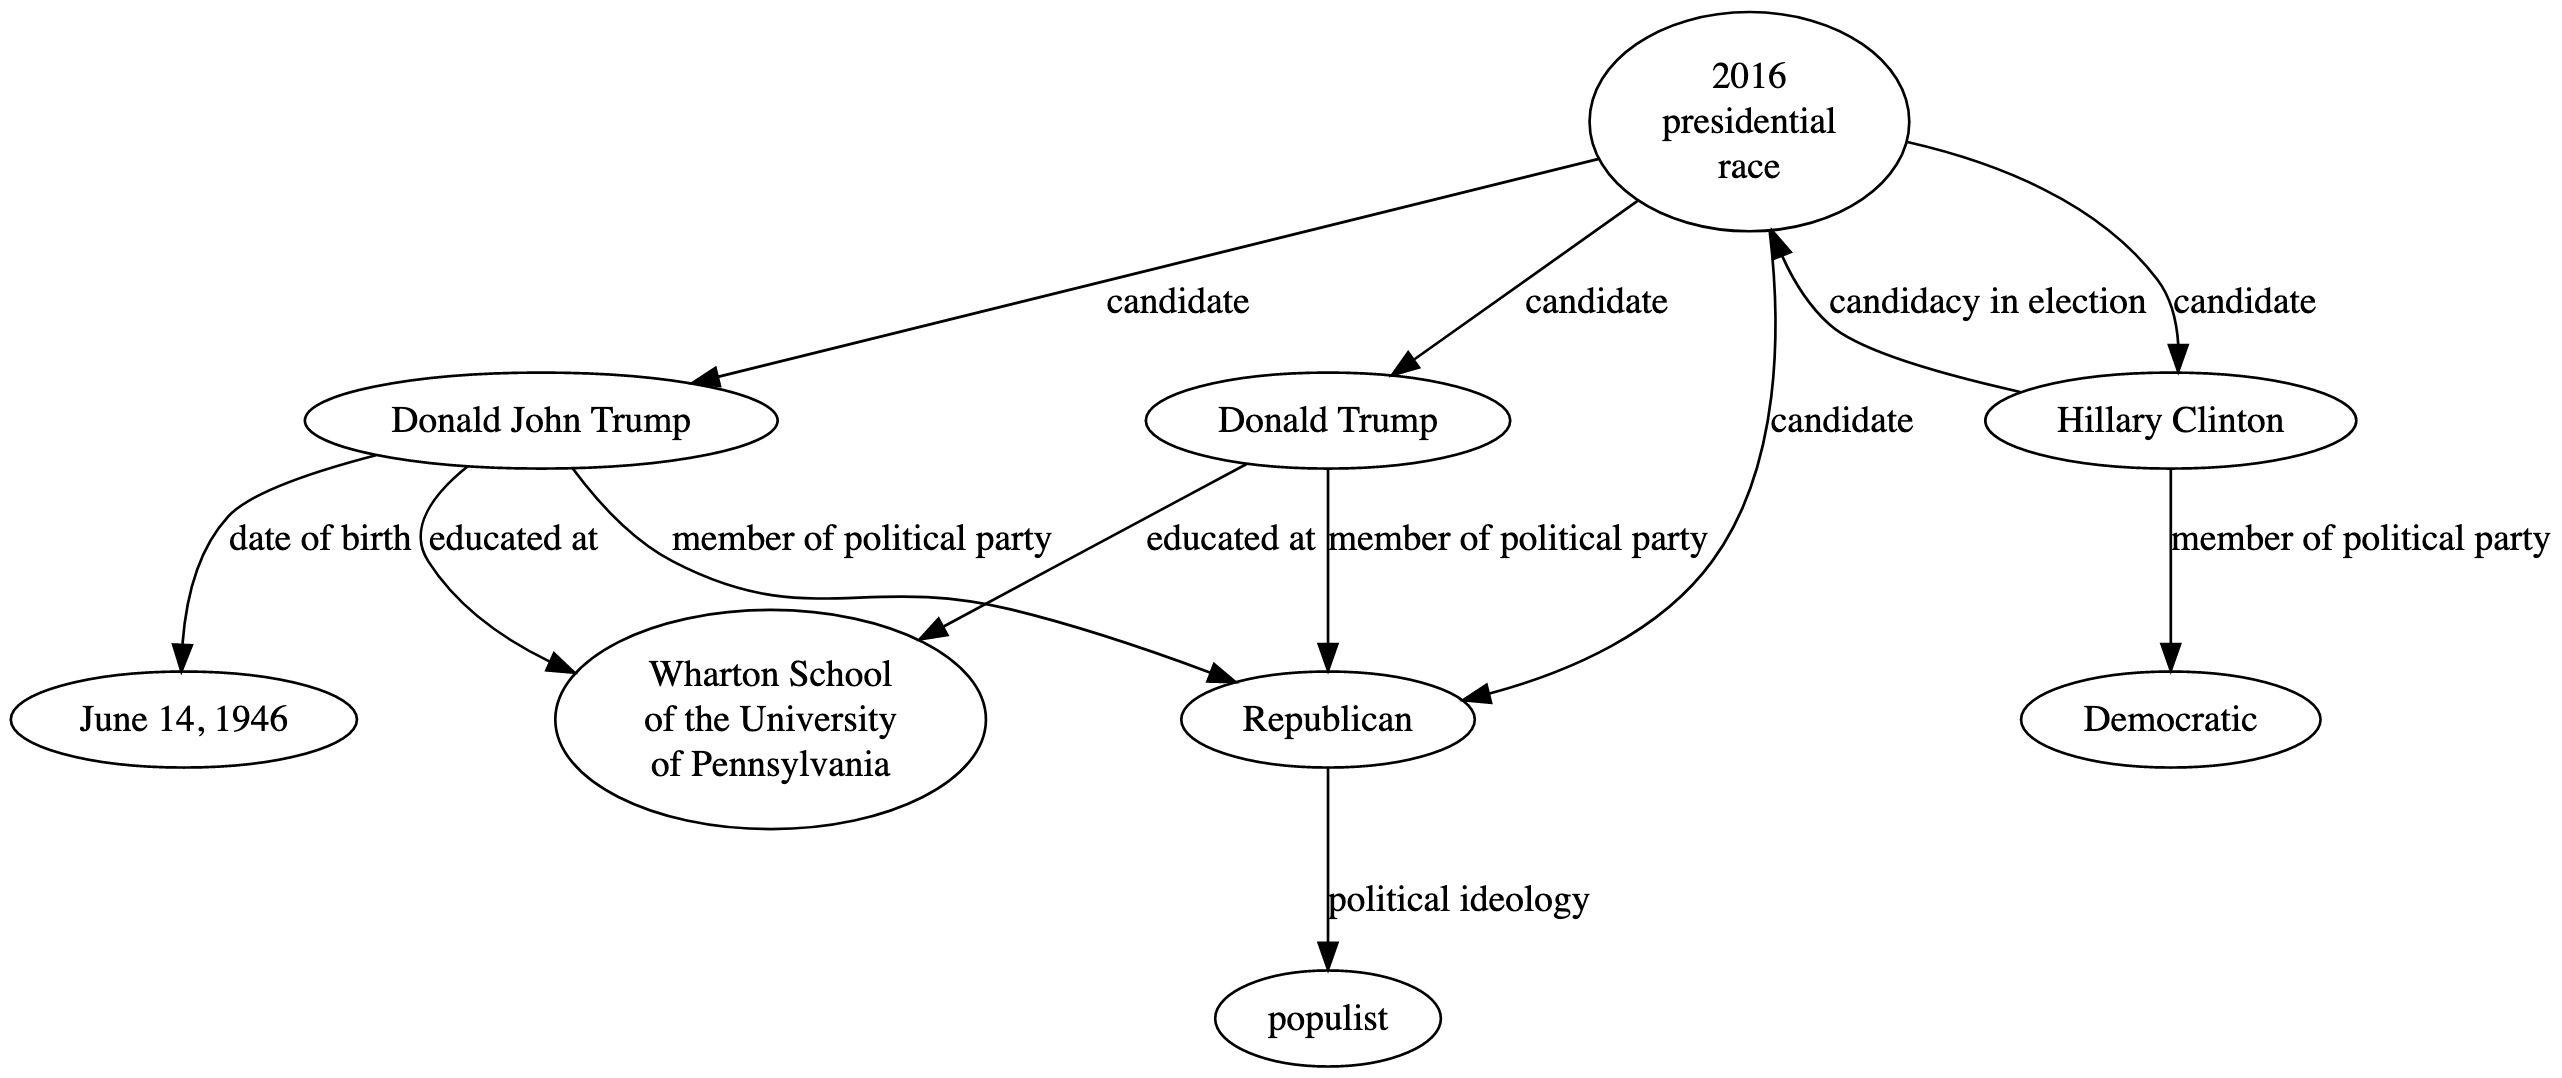 2016
presidential
race
candidate
candidate
candidacy in election
candidate
Donald John Trump
Donald Trump
candidate
Hillary Clinton
date of birth
educated at
member of political party
educated at
member of political party
member of political party
June 14, 1946
Wharton School
of the University
of Pennsylvania
Republican
Democratic
political ideology
populist